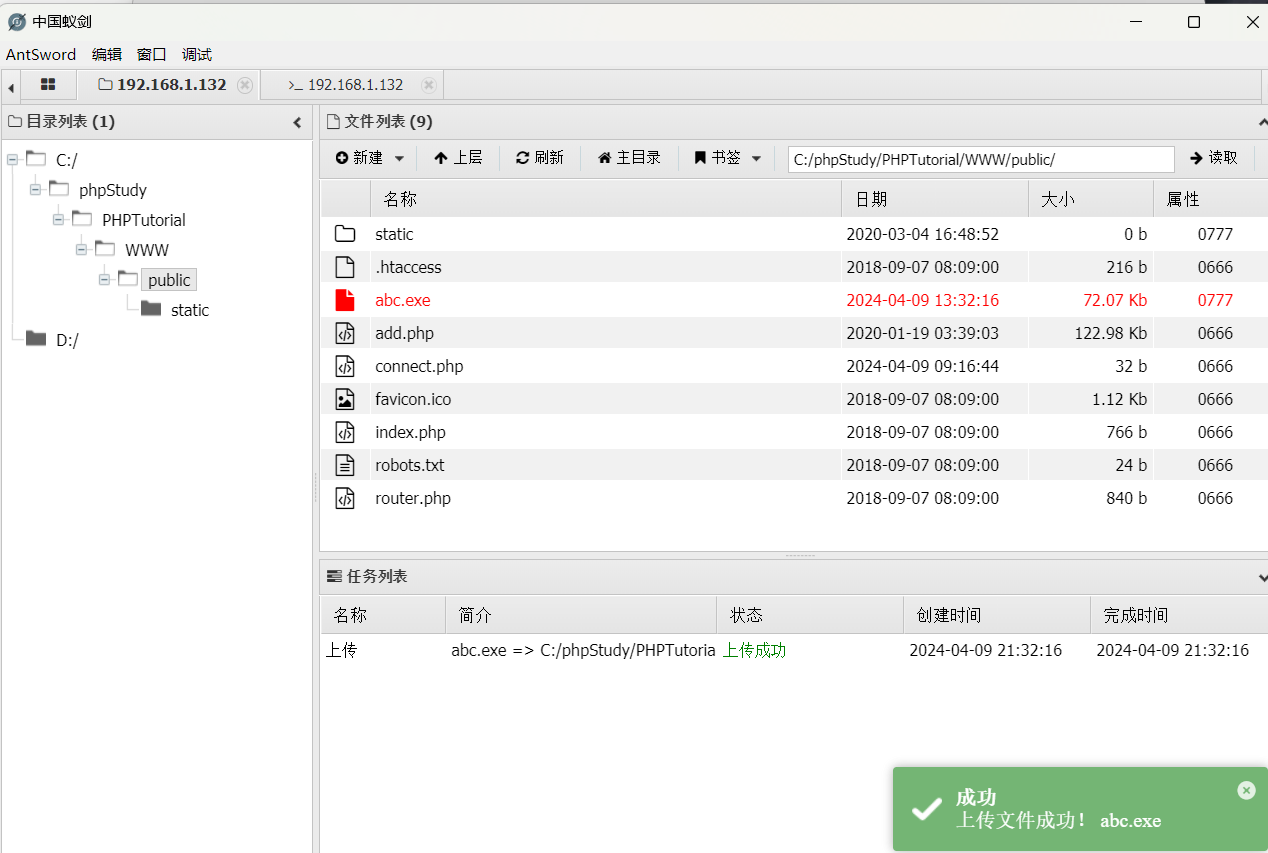 中国蚁剑
AntSword 编辑 窗口 调试
192.168.1.132 >_ 192.168.1.132
目录列表 (1)
C:/
phpStudy
PHPTutorial
WWW
public
static
D:/
文件列表 (9)
新建 上层 刷新 主目录 书签 C:/phpStudy/PHPTutorial/WWW/public/ 读取
名称 日期 大小 属性
static 2020-03-04 16:48:52 0 b 0777
.htaccess 2018-09-07 08:09:00 216 b 0666
abc.exe 2024-04-09 13:32:16 72.07 Kb 0777
add.php 2020-01-19 03:39:03 122.98 Kb 0666
connect.php 2024-04-09 09:16:44 32 b 0666
favicon.ico 2018-09-07 08:09:00 1.12 Kb 0666
index.php 2018-09-07 08:09:00 766 b 0666
robots.txt 2018-09-07 08:09:00 24 b 0666
router.php 2018-09-07 08:09:00 840 b 0666
任务列表
名称 简介 状态 创建时间 完成时间
上传 abc.exe => C:/phpStudy/PHPTutoria 上传成功 2024-04-09 21:32:16 2024-04-09 21:32:16
成功
上传文件成功! abc.exe